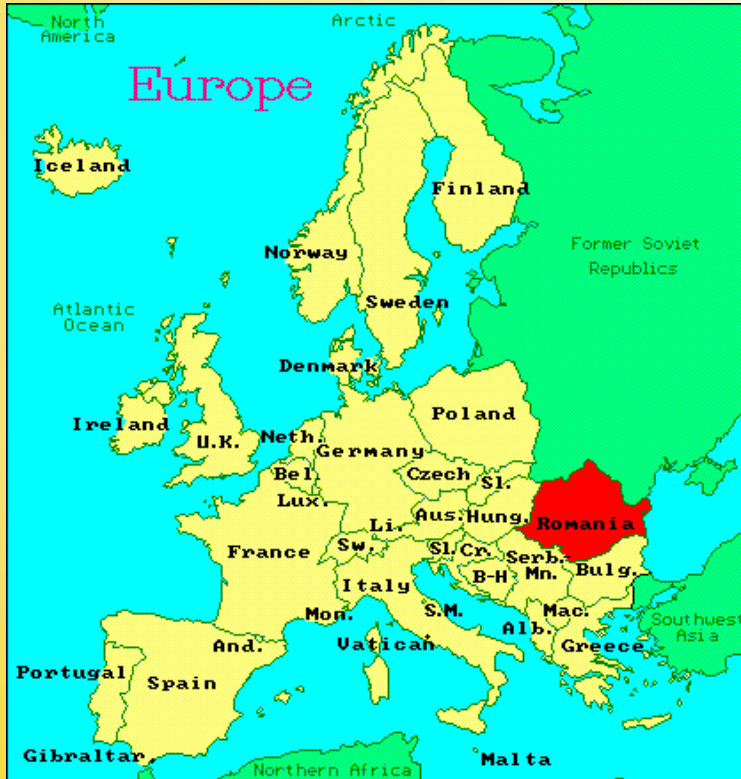 North
America
Arctic
Europe
Iceland
Finland
Norway
Former Soviet
Republics
Sweden
Atlantic
Ocean
Denmark
Poland
Ireland
U.K.
Neth.
Germany
Bel.
Czech
Sl.
Lux.
Aus.
Hung.
Li.
Romania
France
Sw.
Sl.
Cr.
Serb.
B-H
Mn.
Bulg.
Italy
Mon.
S.M.
Mac.
Alb.
Southwest
Asia
And.
Vatican
Greece
Portugal
Spain
Gibraltar.
Northern Africa
Malta